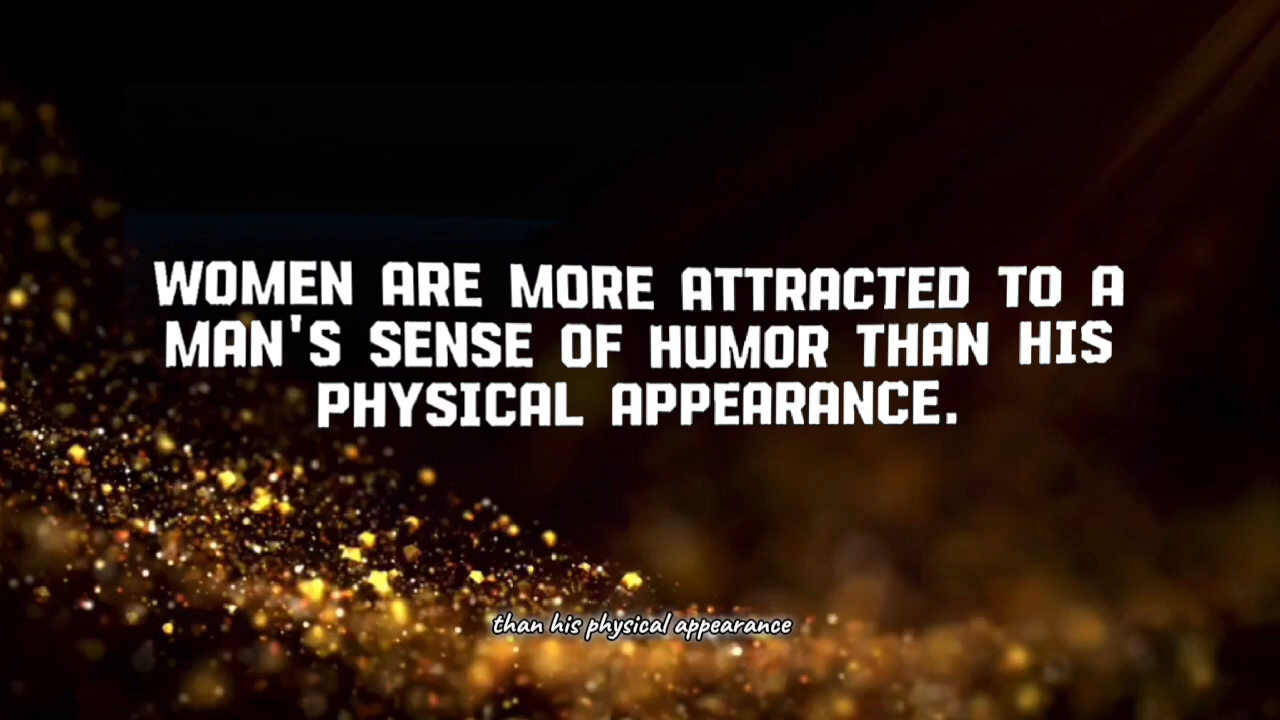 WOMEN ARE MORE ATTRACTED TO A
MAN'S SENSE OF HUMOR THAN HIS
PHYSICAL APPEARANCE.
than his physical appearance